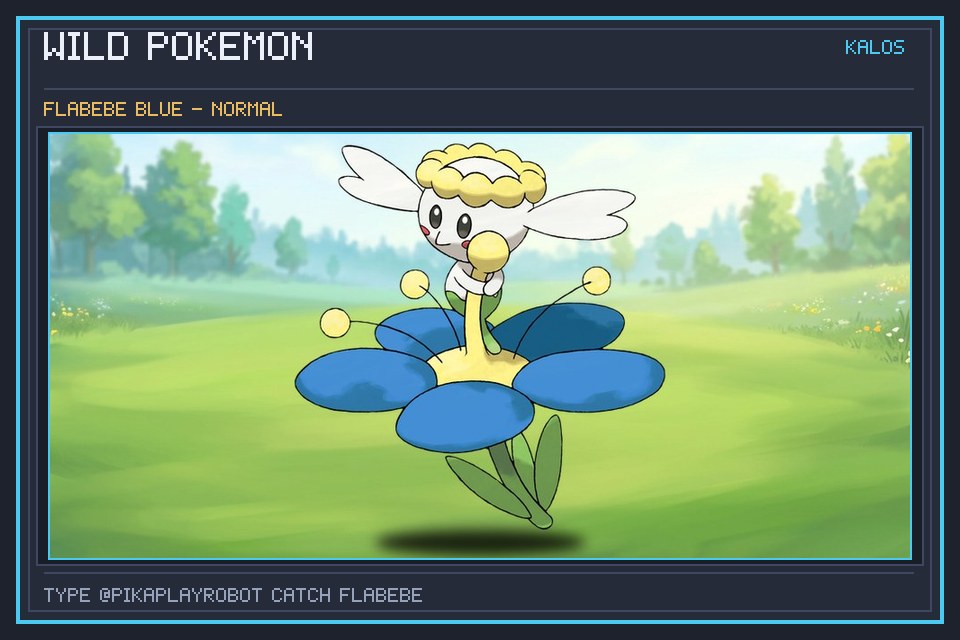 WILD POKEMON
KALOS
FLABEBE BLUE - NORMAL
TYPE @PIKAPLAYROBOT CATCH FLABEBE